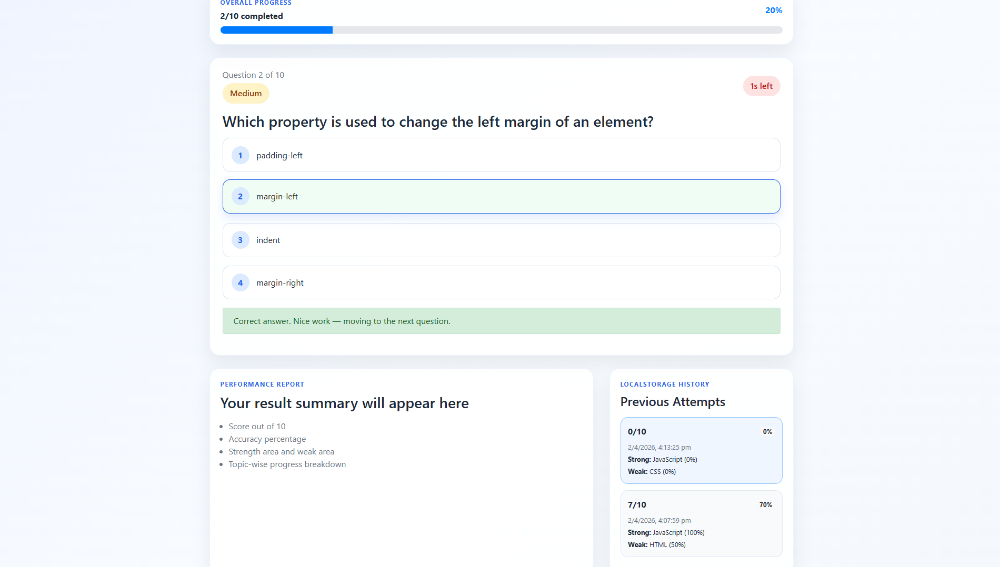 OVERALL PROGRESS
2/10 completed
20%
Question 2 of 10
Medium
1s left
Which property is used to change the left margin of an element?
1 padding-left
2 margin-left
3 indent
4 margin-right
Correct answer. Nice work — moving to the next question.
PERFORMANCE REPORT
Your result summary will appear here
Score out of 10
Accuracy percentage
Strength area and weak area
Topic-wise progress breakdown
LOCALSTORAGE HISTORY
Previous Attempts
0/10 0%
2/4/2026, 4:13:25 pm
Strong: JavaScript (0%)
Weak: CSS (0%)
7/10 70%
2/4/2026, 4:07:59 pm
Strong: JavaScript (100%)
Weak: HTML (50%)